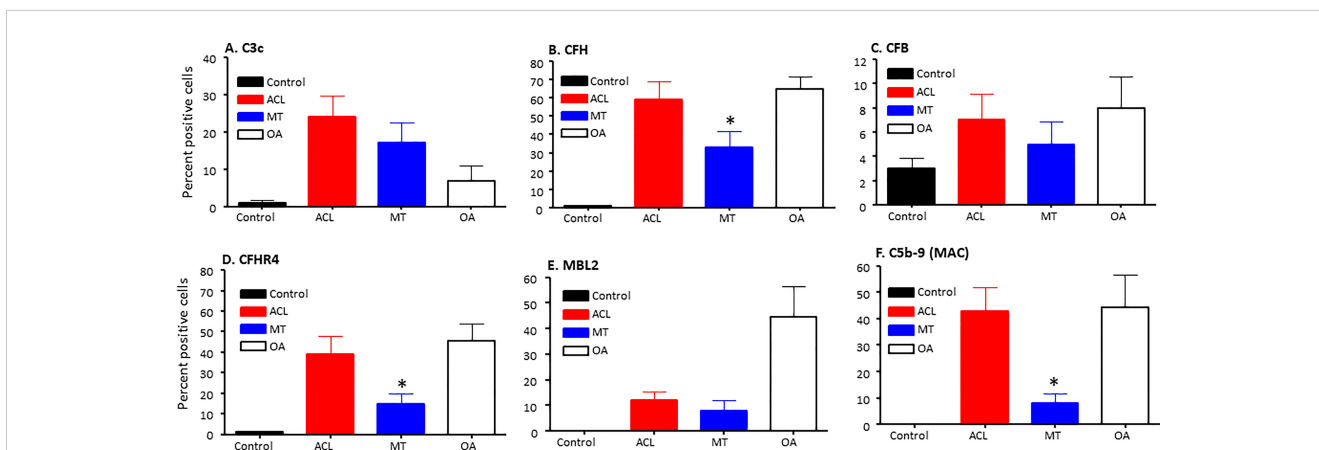 A. C3c
Percent positive cells
40
30
20
10
0
Control
ACL
MT
OA
Control
ACL
MT
OA
B. CFH
80
70
60
50
40
30
20
10
0
Control
ACL
MT
OA
*
Control
ACL
MT
OA
C. CFB
12
10
8
6
4
2
0
Control
ACL
MT
OA
Control
ACL
MT
OA
D. CFHR4
Percent positive cells
80
70
60
50
40
30
20
10
0
Control
ACL
MT
OA
*
Control
ACL
MT
OA
E. MBL2
60
50
40
30
20
10
0
Control
ACL
MT
OA
Control
ACL
MT
OA
F. C5b-9 (MAC)
60
50
40
30
20
10
0
Control
ACL
MT
OA
*
Control
ACL
MT
OA